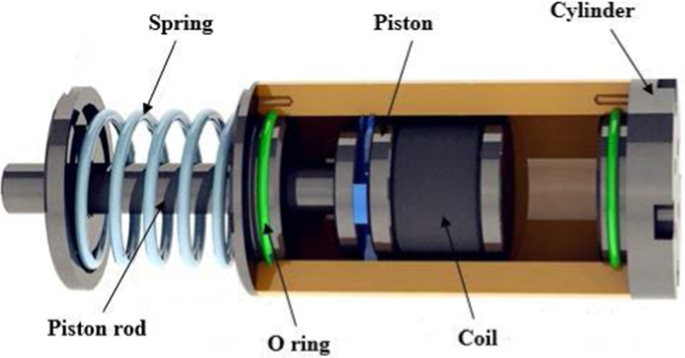 Spring
Piston
Cylinder
Piston rod
O ring
Coil